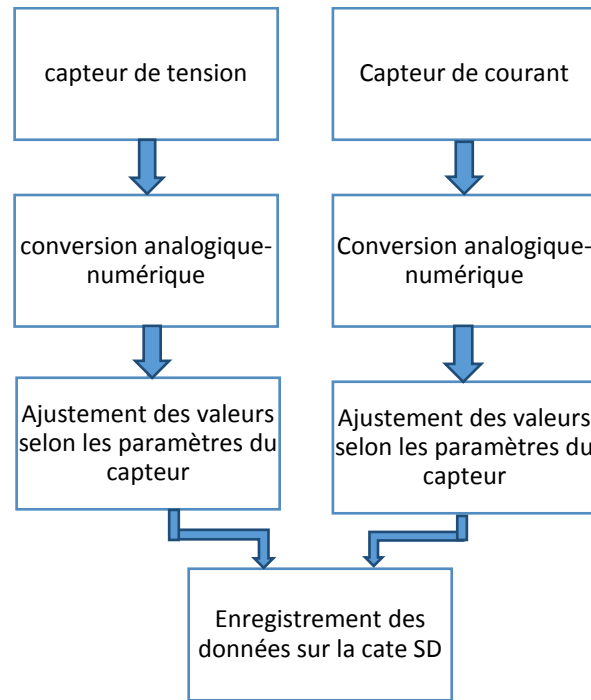 capteur de tension
Capteur de courant
conversion analogique-
numérique
Conversion analogique-
numérique
Ajustement des valeurs
selon les paramètres du
capteur
Ajustement des valeurs
selon les paramètres du
capteur
Enregistrement des
données sur la cate SD